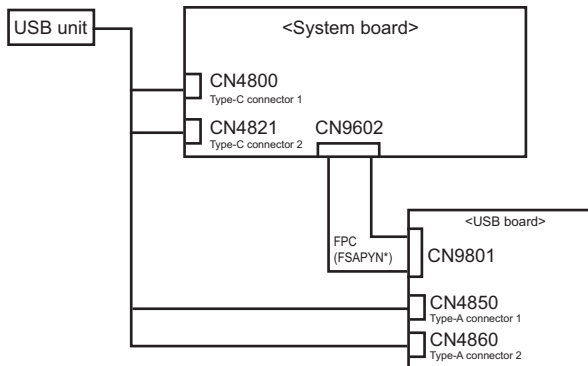 USB unit
<System board>
CN4800
Type-C connector 1
CN4821
Type-C connector 2
CN9602
<USB board>
FPC
(FSAPYN*)
CN9801
CN4850
Type-A connector 1
CN4860
Type-A connector 2